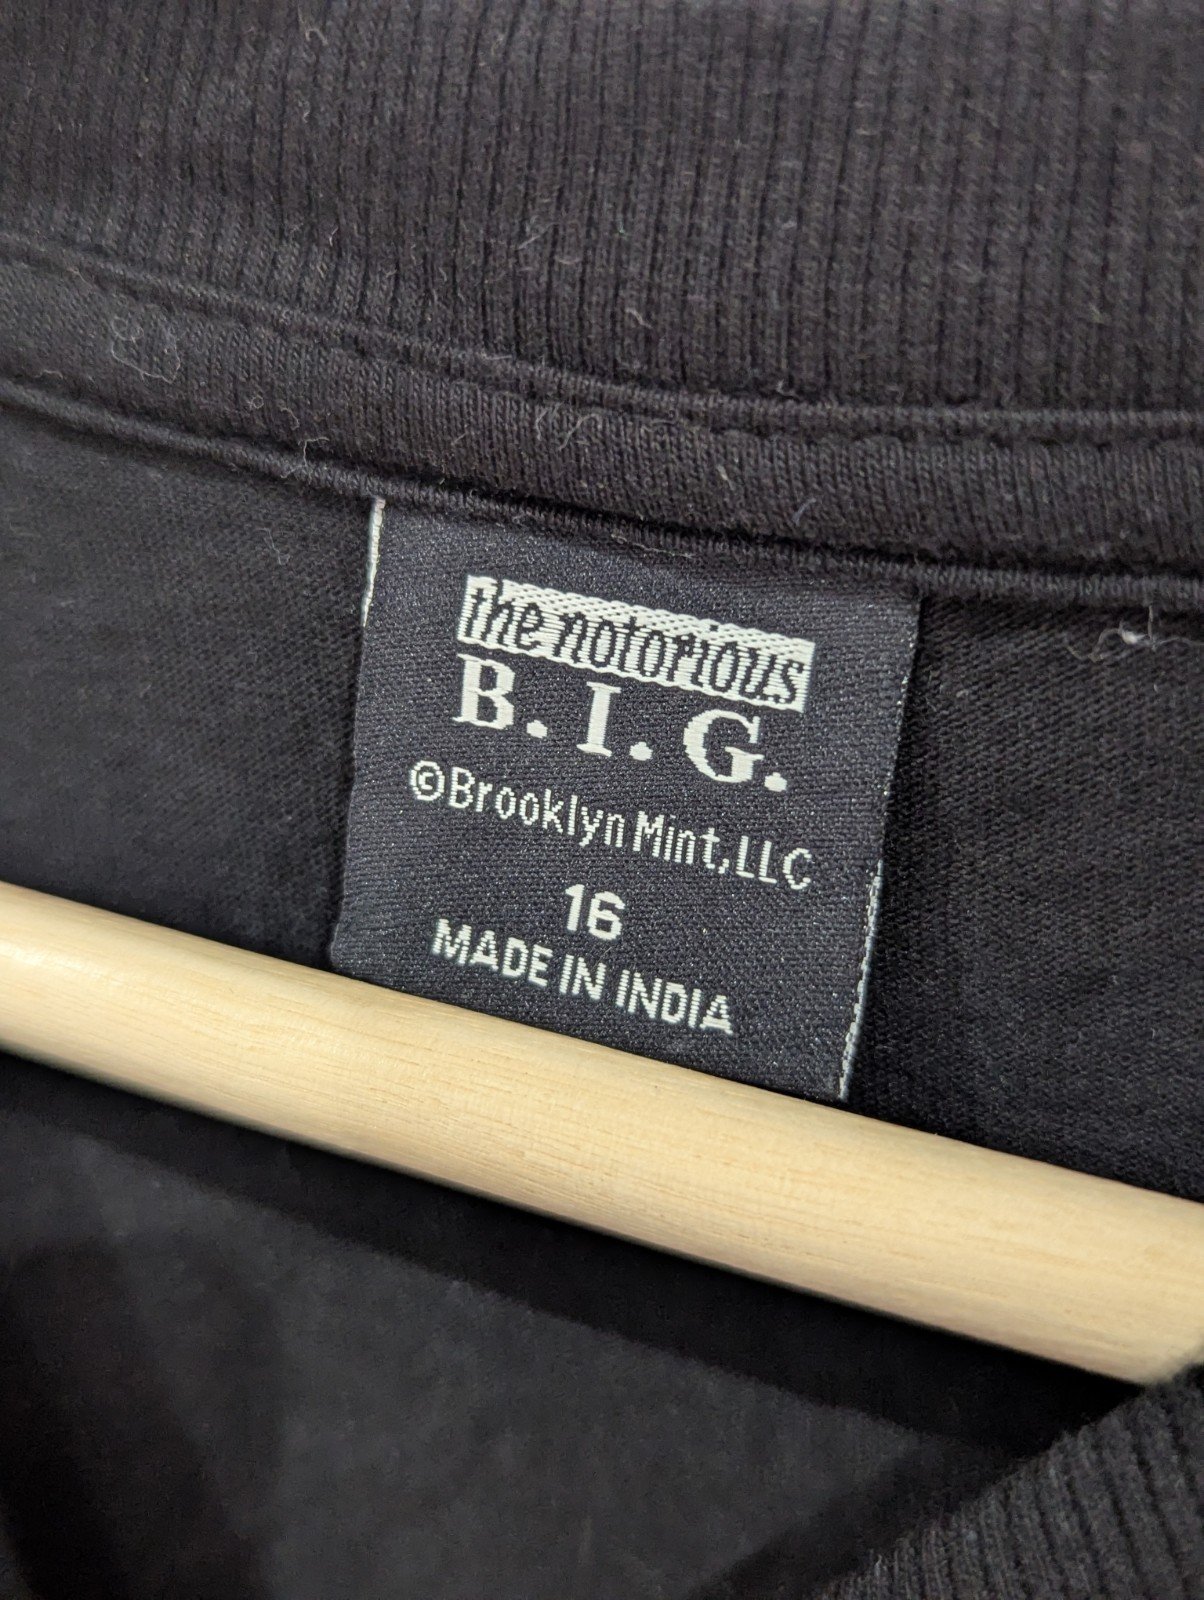 the notorious
B.I.G.
©Brooklyn Mint, LLC
16
MADE IN INDIA